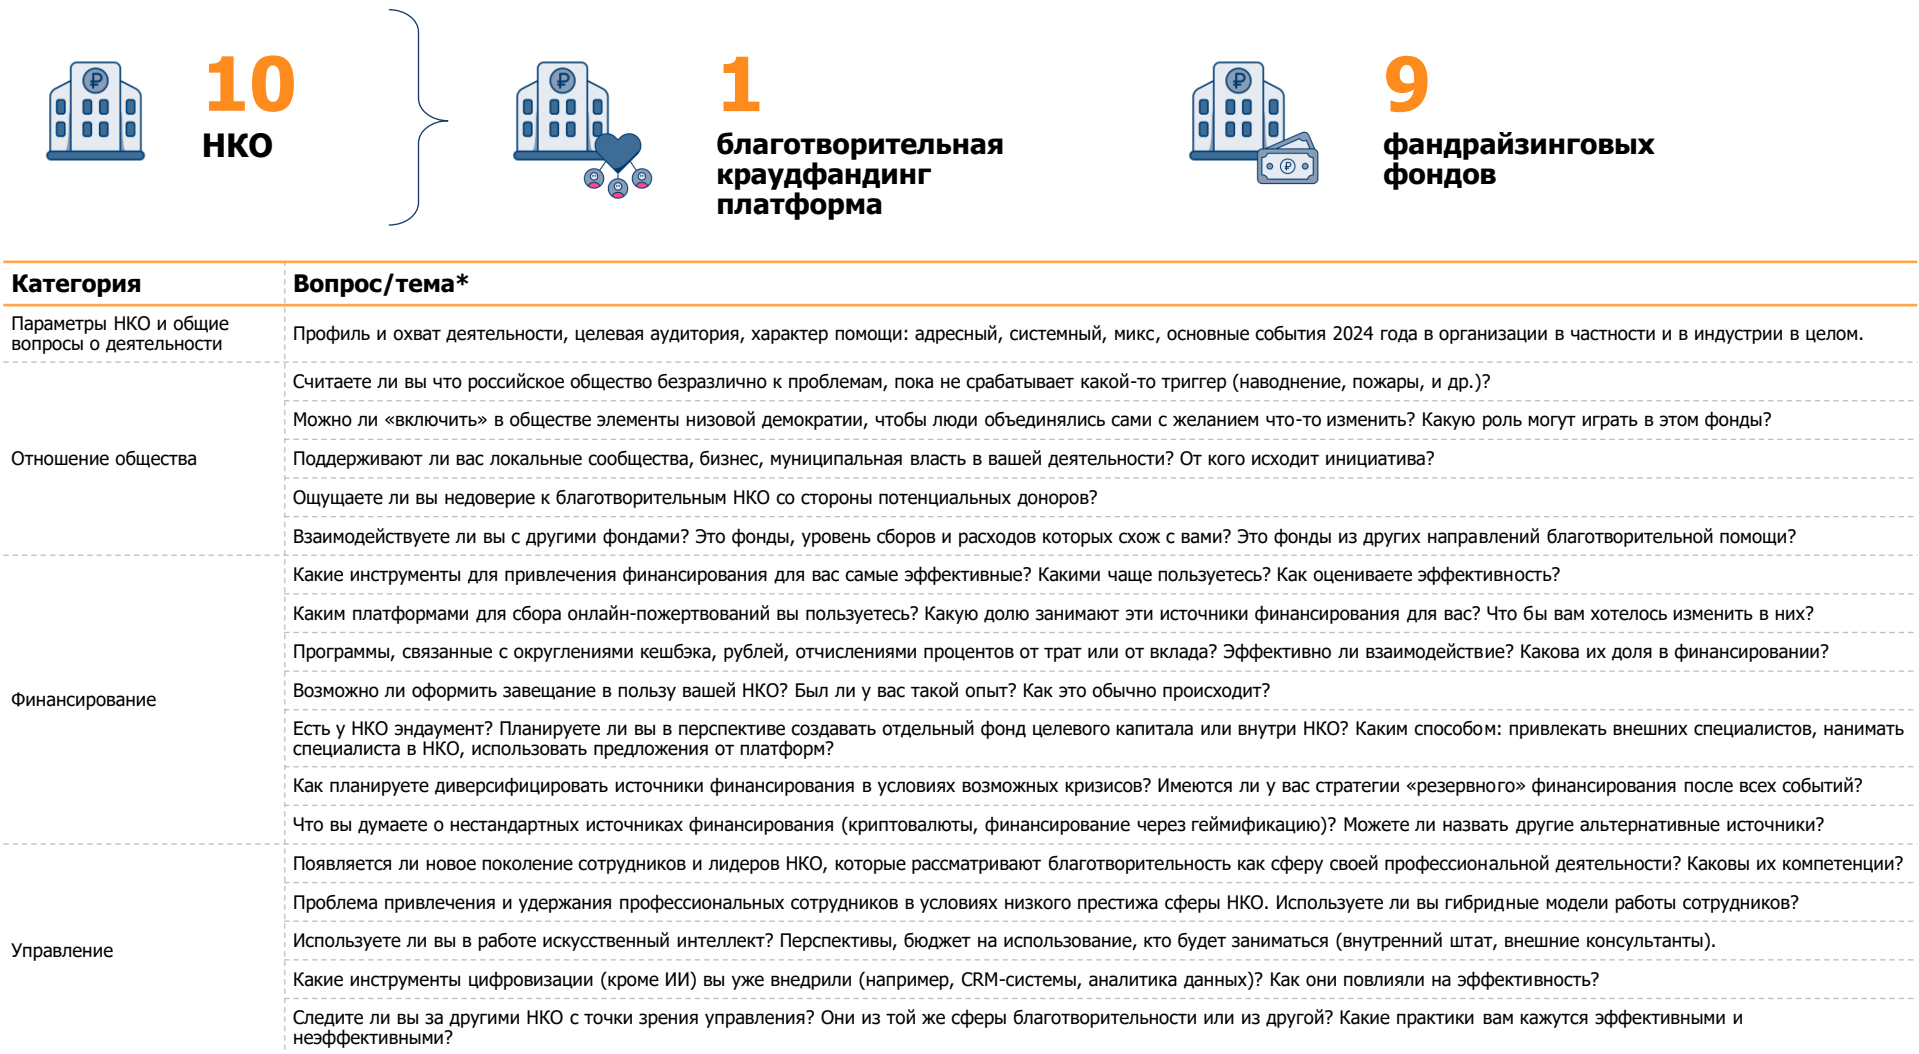 10
НКО
1
благотворительная
краудфандинг
платформа
9
фандрайзинговых
фондов
Категория
Вопрос/тема*
Параметры НКО и общие
вопросы о деятельности
Профиль и охват деятельности, целевая аудитория, характер помощи: адресный, системный, микс, основные события 2024 года в организации в частности и в индустрии в целом.
Отношение общества
Считаете ли вы что российское общество безразлично к проблемам, пока не срабатывает какой-то триггер (наводнение, пожары, и др.)?
Можно ли «включить» в обществе элементы низовой демократии, чтобы люди объединялись сами с желанием что-то изменить? Какую роль могут играть в этом фонды?
Поддерживают ли вас локальные сообщества, бизнес, муниципальная власть в вашей деятельности? От кого исходит инициатива?
Ощущаете ли вы недоверие к благотворительным НКО со стороны потенциальных доноров?
Взаимодействуете ли вы с другими фондами? Это фонды, уровень сборов и расходов которых схож с вами? Это фонды из других направлений благотворительной помощи?
Финансирование
Какие инструменты для привлечения финансирования для вас самые эффективные? Какими чаще пользуетесь? Как оцениваете эффективность?
Каким платформами для сбора онлайн-пожертвований вы пользуетесь? Какую долю занимают эти источники финансирования для вас? Что бы вам хотелось изменить в них?
Программы, связанные с округлениями кешбэка, рублей, отчислениями процентов от трат или от вклада? Эффективно ли взаимодействие? Какова их доля в финансировании?
Возможно ли оформить завещание в пользу вашей НКО? Был ли у вас такой опыт? Как это обычно происходит?
Есть у НКО эндаумент? Планируете ли вы в перспективе создавать отдельный фонд целевого капитала или внутри НКО? Каким способом: привлекать внешних специалистов, нанимать
специалиста в НКО, использовать предложения от платформ?
Как планируете диверсифицировать источники финансирования в условиях возможных кризисов? Имеются ли у вас стратегии «резервного» финансирования после всех событий?
Что вы думаете о нестандартных источниках финансирования (криптовалюты, финансирование через геймификацию)? Можете ли назвать другие альтернативные источники?
Управление
Появляется ли новое поколение сотрудников и лидеров НКО, которые рассматривают благотворительность как сферу своей профессиональной деятельности? Каковы их компетенции?
Проблема привлечения и удержания профессиональных сотрудников в условиях низкого престижа сферы НКО. Используете ли вы гибридные модели работы сотрудников?
Используете ли вы в работе искусственный интеллект? Перспективы, бюджет на использование, кто будет заниматься (внутренний штат, внешние консультанты).
Какие инструменты цифровизации (кроме ИИ) вы уже внедрили (например, CRM-системы, аналитика данных)? Как они повлияли на эффективность?
Следите ли вы за другими НКО с точки зрения управления? Они из той же сферы благотворительности или из другой? Какие практики вам кажутся эффективными и
неэффективными?